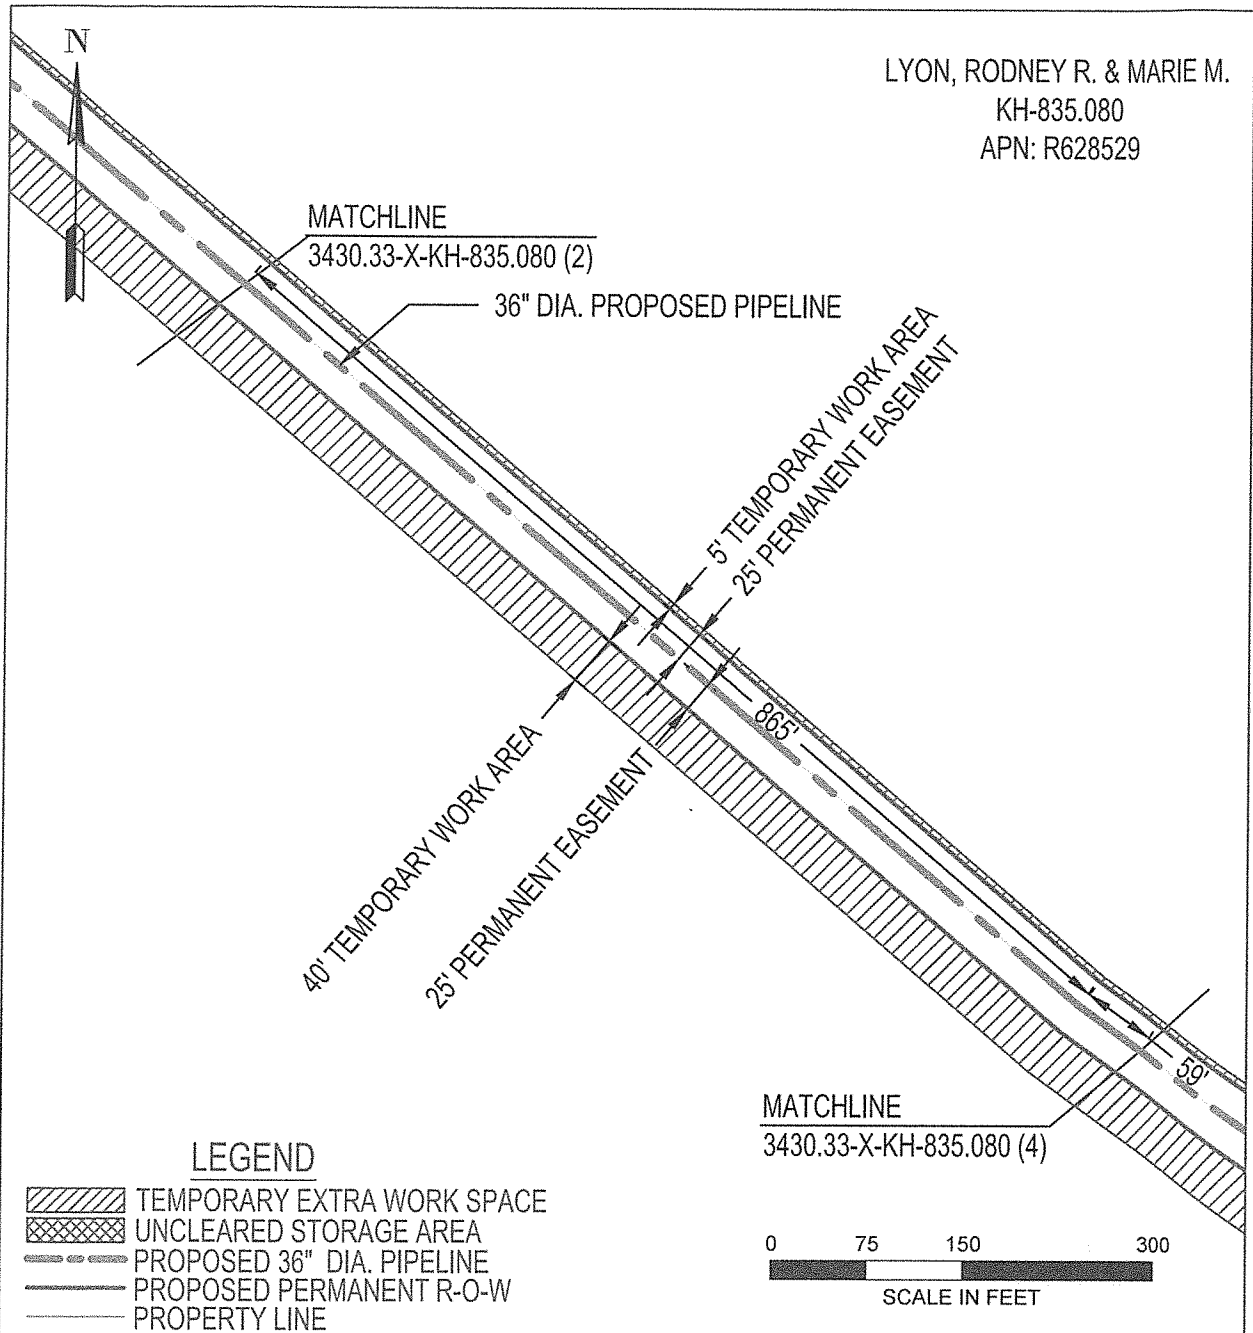 N
LYON, RODNEY R. & MARIE M.
KH-835.080
APN: R628529
MATCHLINE
3430.33-X-KH-835.080 (2)
36" DIA. PROPOSED PIPELINE
5' TEMPORARY WORK AREA
25' PERMANENT EASEMENT
865'
40' TEMPORARY WORK AREA
25' PERMANENT EASEMENT
59'
MATCHLINE
3430.33-X-KH-835.080 (4)
LEGEND
TEMPORARY EXTRA WORK SPACE
UNCLEARED STORAGE AREA
PROPOSED 36" DIA. PIPELINE
PROPOSED PERMANENT R-O-W
PROPERTY LINE
0 75 150 300
SCALE IN FEET